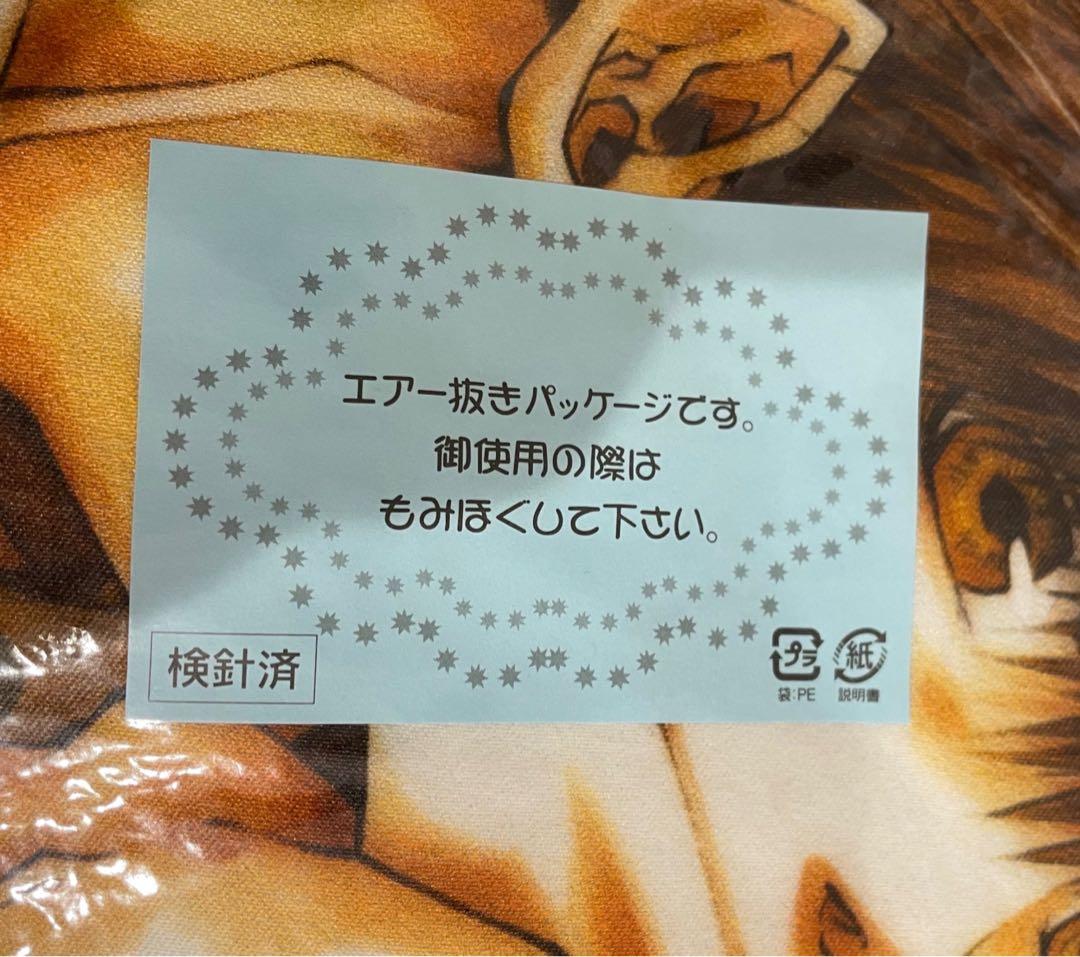 エアー抜きパッケージです。
御使用の際は
もみほぐして下さい。
検針済
プラ
袋:PE
紙
説明書